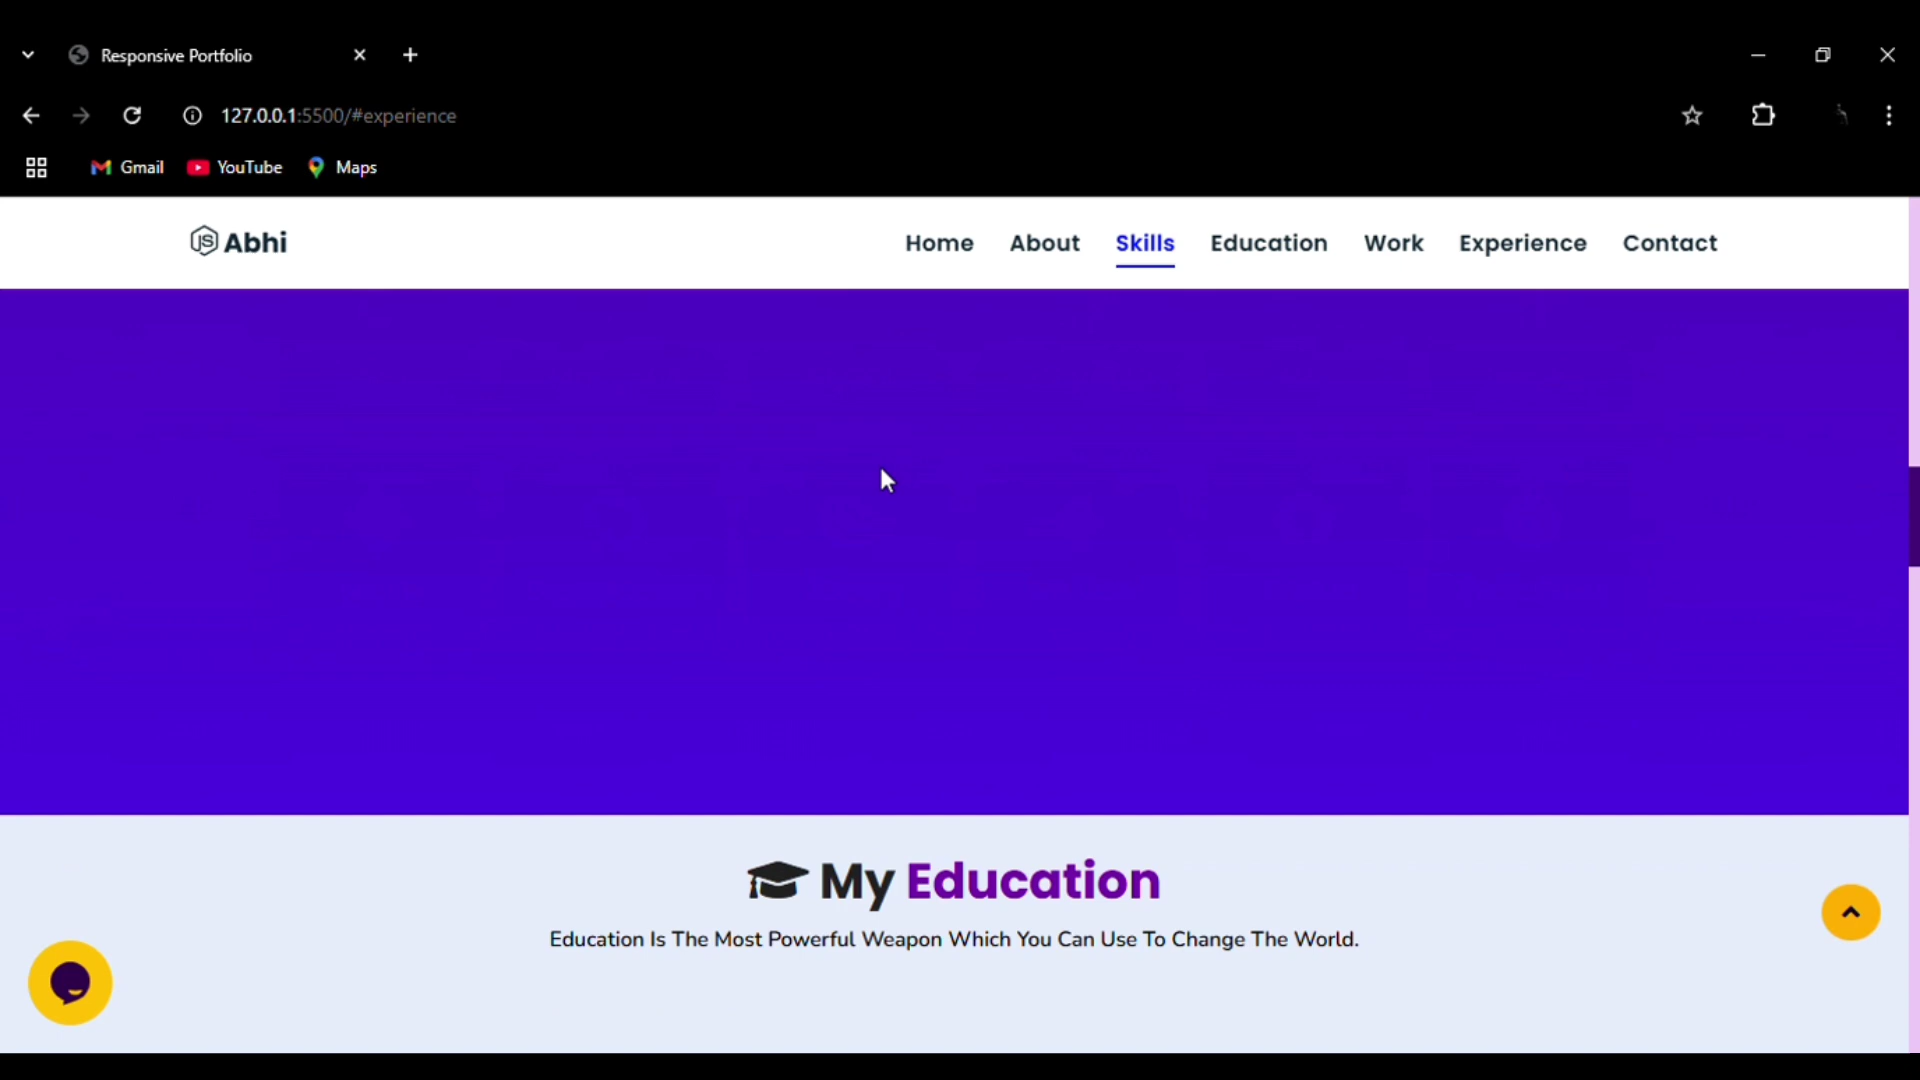 Responsive Portfolio
127.0.0.1:5500/#experience
Gmail YouTube Maps
JS Abhi Home About Skills Education Work Experience Contact
My Education
Education Is The Most Powerful Weapon Which You Can Use To Change The World.